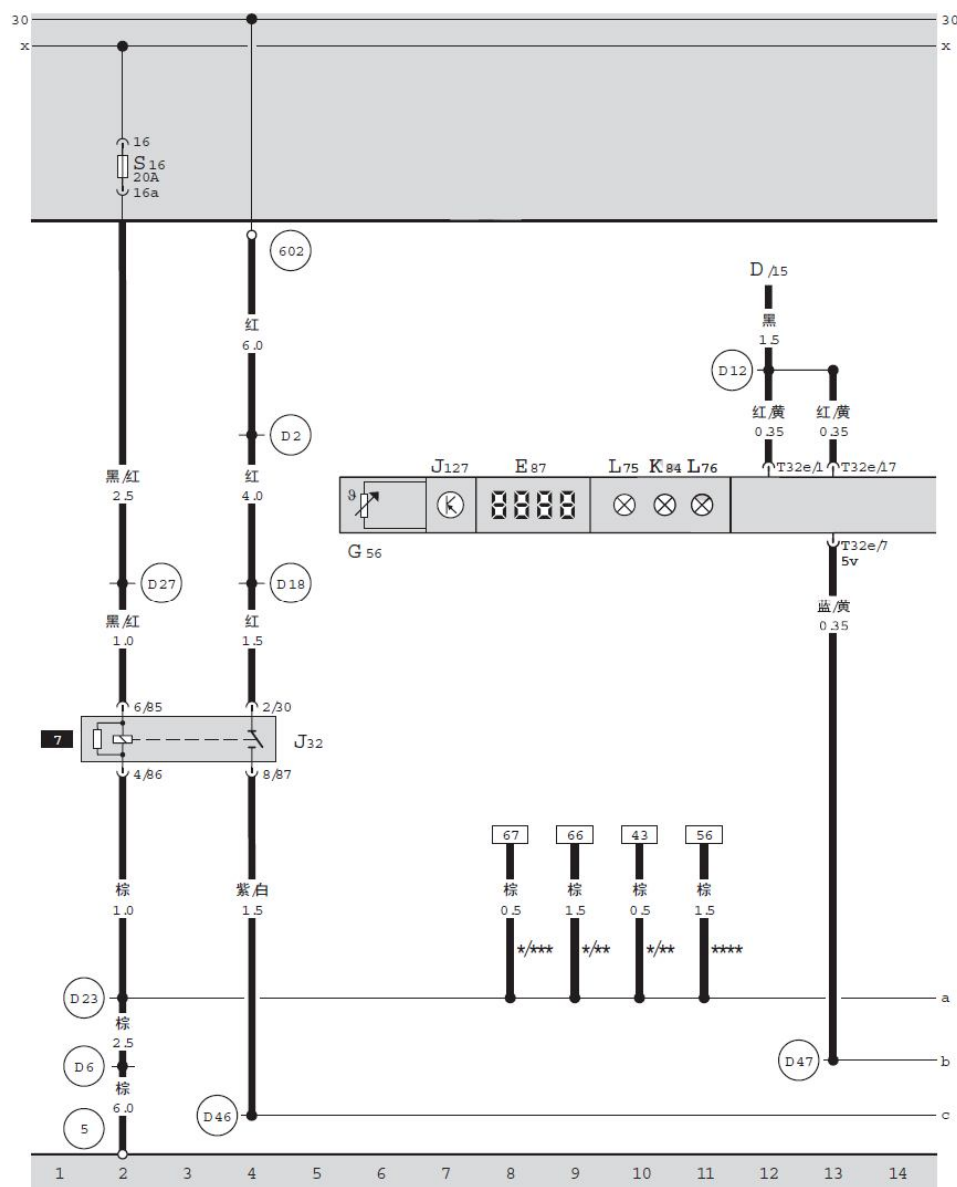 30 30
x x
16
S16
20A
16a
602
D/15
红
6.0
黑
1.5
D12
D2
红/黄 红/黄
0.35 0.35
黑/红
2.5
红
4.0
J127 E87 L75 K84 L76 T32e/1 T32e/17
ϑ 8888
G56
T32e/7
5v
D27 D18
黑/红
1.0
红
1.5
蓝/黄
0.35
6/85 2/30
7 J32
4/86 8/87
67 66 43 56
棕 紫/白 棕 棕 棕 棕
1.0 1.5 0.5 1.5 0.5 1.5
*/*** */** */** ****
D23 a
棕
2.5
D6 D47 b
棕
6.0
D46 c
5
1 2 3 4 5 6 7 8 9 10 11 12 13 14